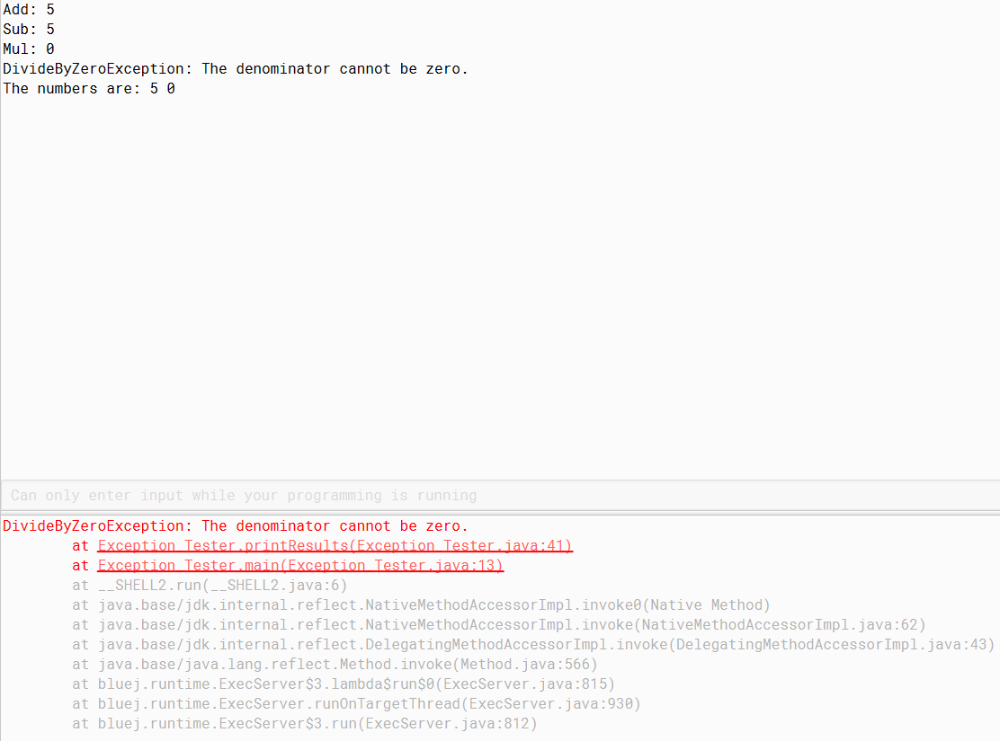 Add: 5
Sub: 5
Mul: 0
DivideByZeroException: The denominator cannot be zero.
The numbers are: 5 0
Can only enter input while your programming is running
DivideByZeroException: The denominator cannot be zero.
at Exception_Tester.printResults(Exception_Tester.java:41)
at Exception_Tester.main(Exception_Tester.java:13)
at __SHELL2.run(__SHELL2.java:6)
at java.base/jdk.internal.reflect.NativeMethodAccessorImpl.invoke0(Native Method)
at java.base/jdk.internal.reflect.NativeMethodAccessorImpl.invoke(NativeMethodAccessorImpl.java:62)
at java.base/jdk.internal.reflect.DelegatingMethodAccessorImpl.invoke(DelegatingMethodAccessorImpl.java:43)
at java.base/java.lang.reflect.Method.invoke(Method.java:566)
at bluej.runtime.ExecServer$3.lambda$run$0(ExecServer.java:815)
at bluej.runtime.ExecServer.runOnTargetThread(ExecServer.java:930)
at bluej.runtime.ExecServer$3.run(ExecServer.java:812)